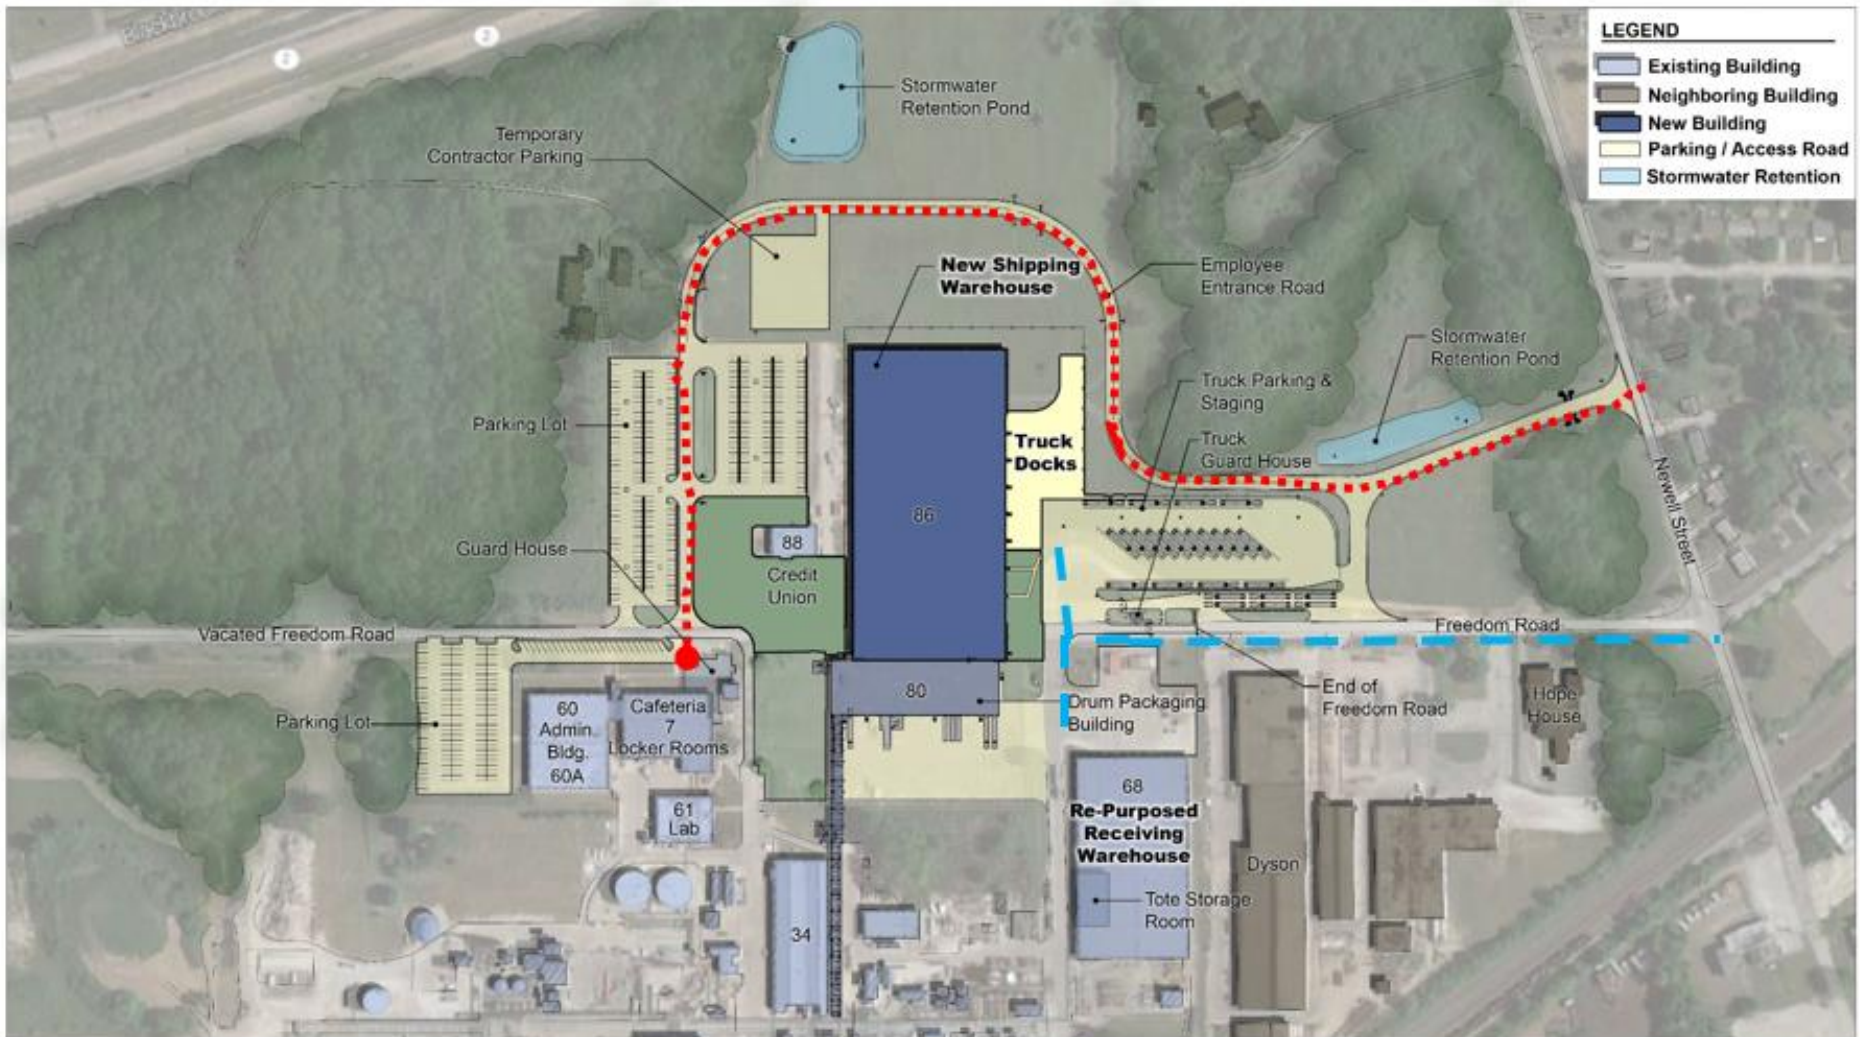 2
2
LEGEND
Existing Building
Neighboring Building
New Building
Parking / Access Road
Stormwater Retention
Stormwater
Retention Pond
Temporary
Contractor Parking
New Shipping
Warehouse
Employee
Entrance Road
Stormwater
Retention Pond
Truck Parking &
Staging
Parking Lot
Truck
Docks
Truck
Guard House
Newell Street
86
Guard House
88
Credit
Union
Vacated Freedom Road
Freedom Road
80
Drum Packaging
Building
End of
Freedom Road
Hope
House
Parking Lot
60
Admin.
Bldg.
60A
Cafeteria
7
Locker Rooms
61
Lab
68
Re-Purposed
Receiving
Warehouse
Dyson
Tote Storage
Room
34